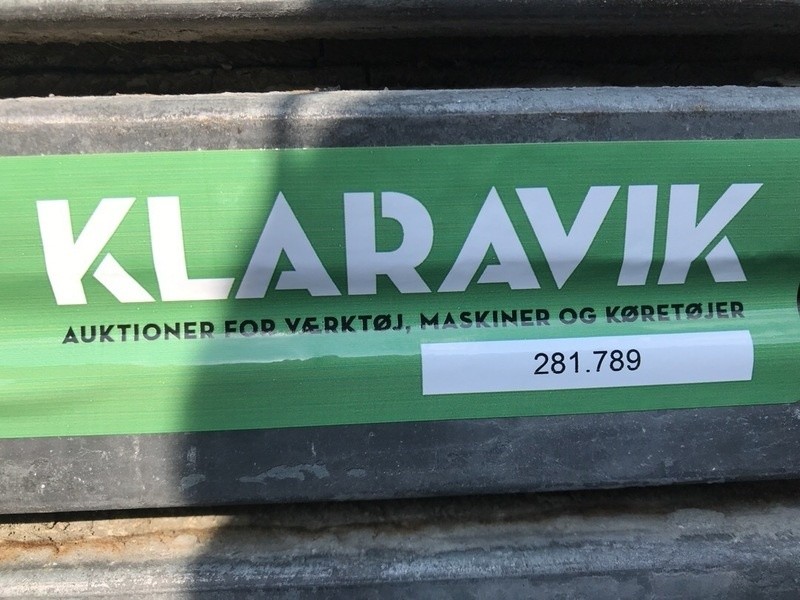 KLARAVIK
AUKTIONER FOR VÆRKTØJ, MASKINER OG KØRETØJER
281.789